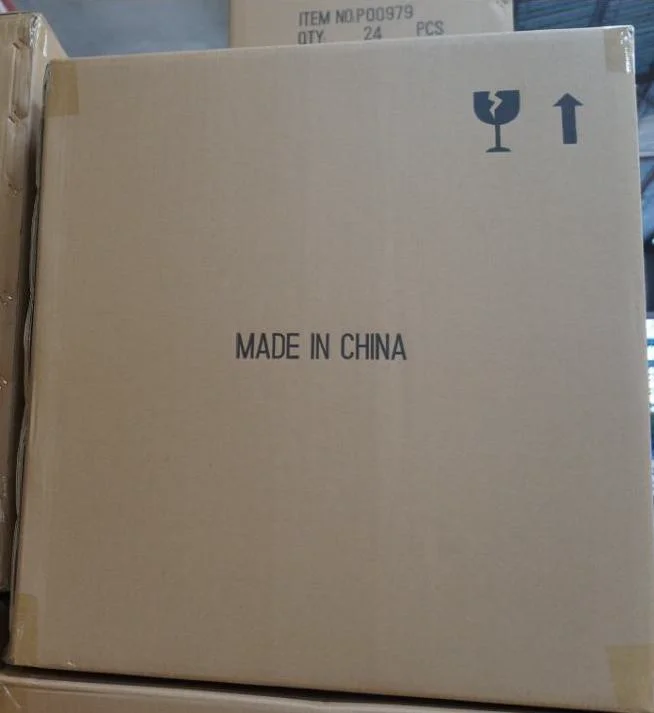 ITEM NO.P00979
QTY: 24 PCS
MADE IN CHINA